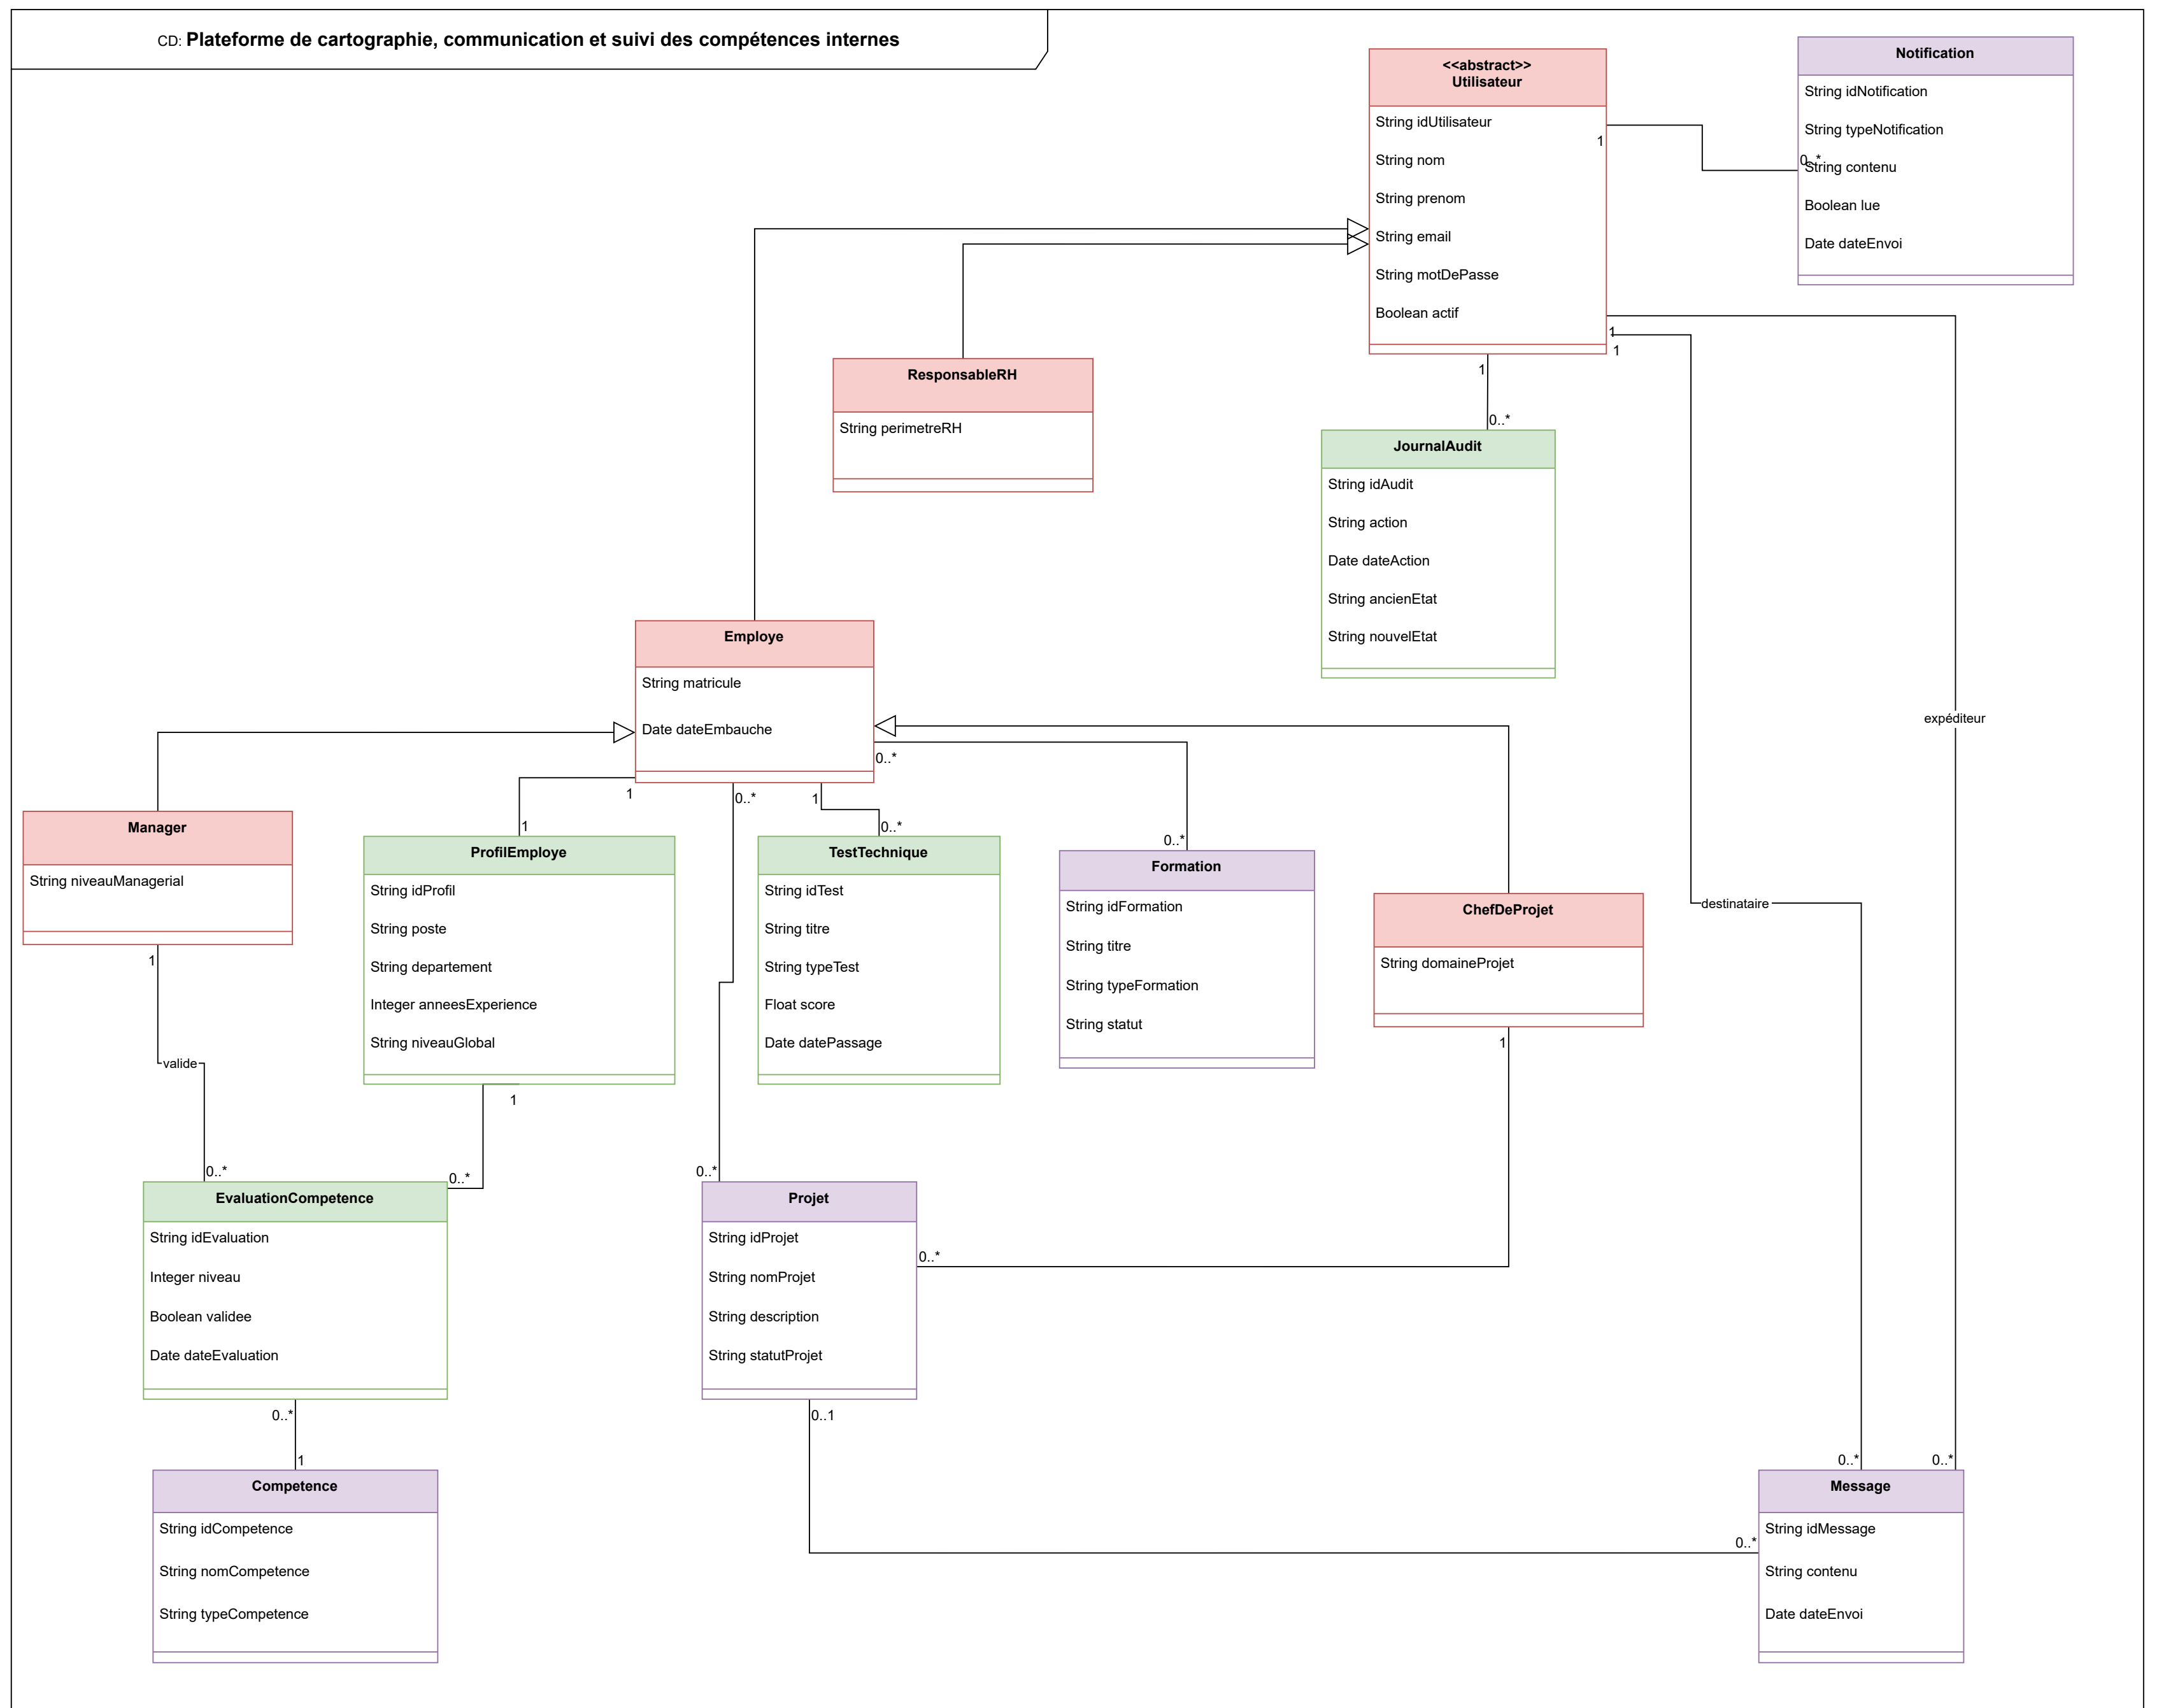 CD: Plateforme de cartographie, communication et suivi des compétences internes
<<abstract>>
Utilisateur
String idUtilisateur
String nom
String prenom
String email
String motDePasse
Boolean actif
1
1
1
1
Notification
String idNotification
String typeNotification
0..*
String contenu
Boolean lue
Date dateEnvoi
ResponsableRH
String perimetreRH
0..*
JournalAudit
String idAudit
String action
Date dateAction
String ancienEtat
String nouvelEtat
expéditeur
destinataire
Employe
String matricule
Date dateEmbauche
0..*
1
0..*
1
Manager
String niveauManagerial
1
valide
1
ProfilEmploye
String idProfil
String poste
String departement
Integer anneesExperience
String niveauGlobal
1
0..*
TestTechnique
String idTest
String titre
String typeTest
Float score
Date datePassage
0..*
Formation
String idFormation
String titre
String typeFormation
String statut
ChefDeProjet
String domaineProjet
1
0..*
0..*
EvaluationCompetence
String idEvaluation
Integer niveau
Boolean validee
Date dateEvaluation
0..*
0..*
Projet
String idProjet
String nomProjet
String description
String statutProjet
0..*
0..1
1
Competence
String idCompetence
String nomCompetence
String typeCompetence
0..*
0..*
0..*
Message
String idMessage
String contenu
Date dateEnvoi